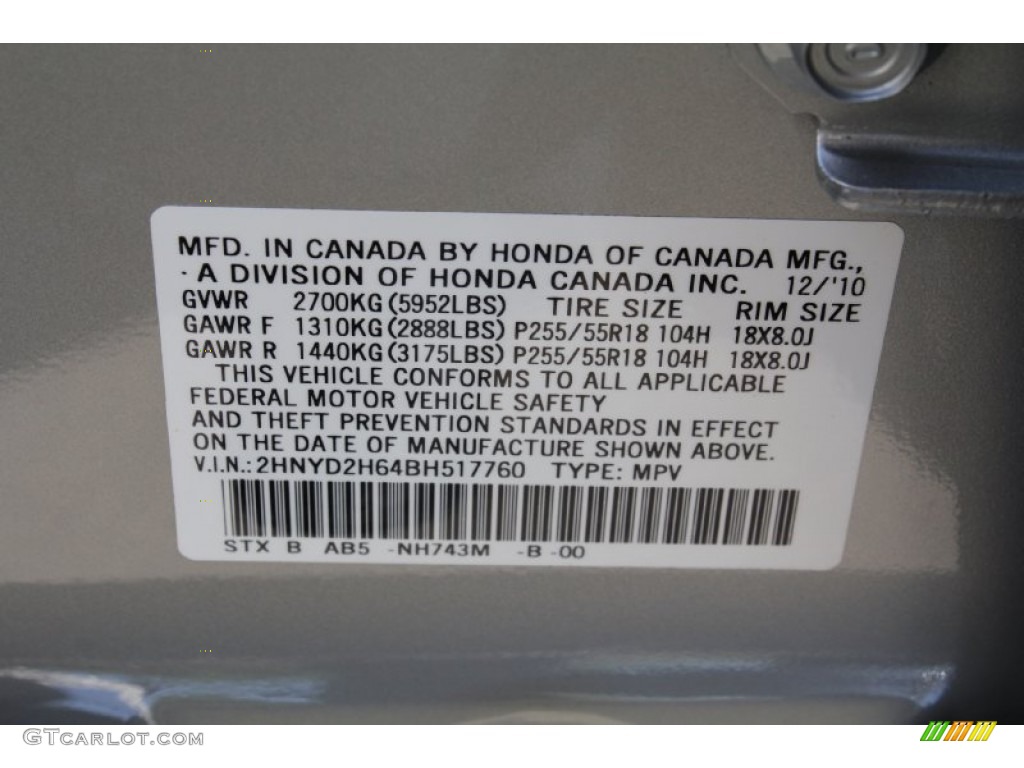 MFD. IN CANADA BY HONDA OF CANADA MFG.,
- A DIVISION OF HONDA CANADA INC. 12/'10
GVWR 2700KG(5952LBS) TIRE SIZE RIM SIZE
GAWR F 1310KG(2888LBS) P255/55R18 104H 18X8.0J
GAWR R 1440KG(3175LBS) P255/55R18 104H 18X8.0J
THIS VEHICLE CONFORMS TO ALL APPLICABLE
FEDERAL MOTOR VEHICLE SAFETY
AND THEFT PREVENTION STANDARDS IN EFFECT
ON THE DATE OF MANUFACTURE SHOWN ABOVE.
V.I.N.:2HNYD2H64BH517760 TYPE: MPV
STX B AB5 -NH743M -B -00
GTCARLOT.COM